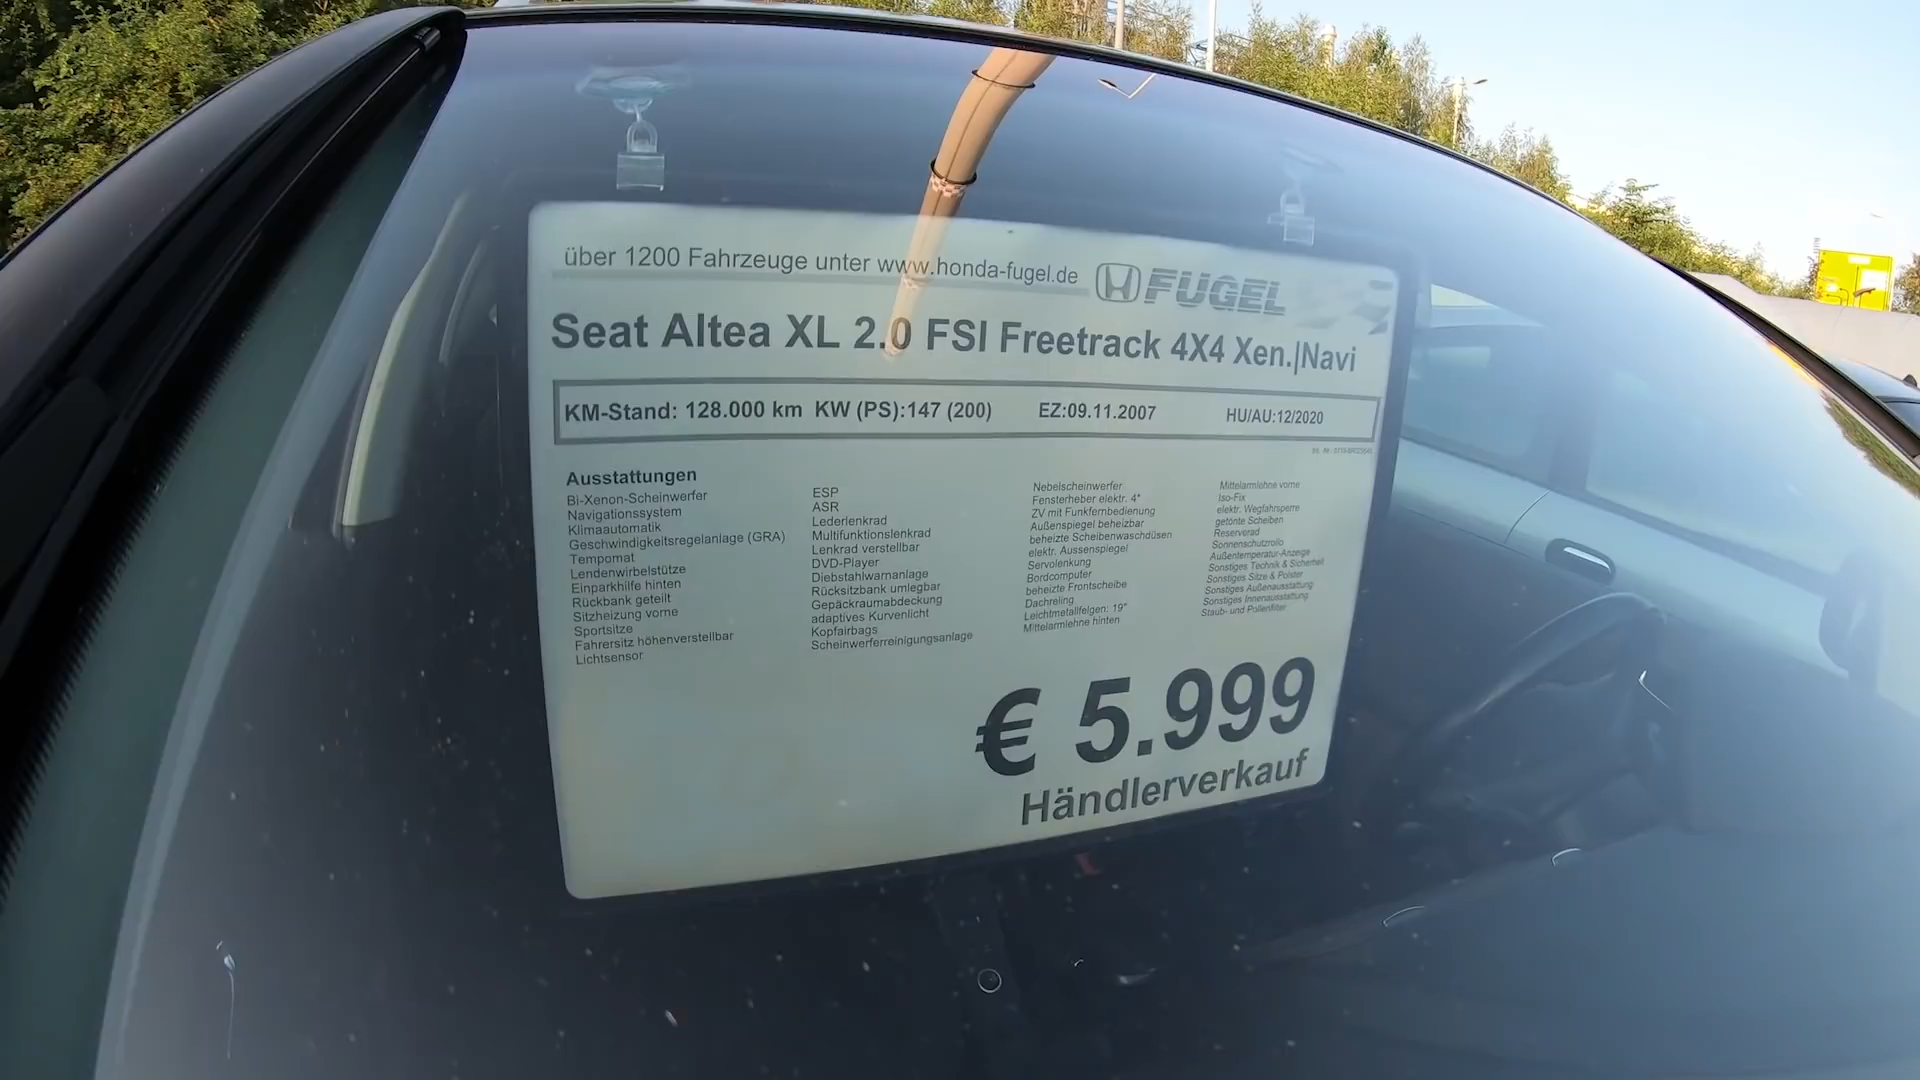 über 1200 Fahrzeuge unter www.honda-fugel.de FUGEL
Seat Altea XL 2.0 FSI Freetrack 4X4 Xen.|Navi
KM-Stand: 128.000 km KW (PS):147 (200) EZ:09.11.2007 HU/AU:12/2020
Ausstattungen
Bi-Xenon-Scheinwerfer
Navigationssystem
Klimaautomatik
Geschwindigkeitsregelanlage (GRA)
Tempomat
Lendenwirbelstütze
Einparkhilfe hinten
Rückbank geteilt
Sitzheizung vorne
Sportsitze
Fahrersitz höhenverstellbar
Lichtsensor
ESP
ASR
Lederlenkrad
Multifunktionslenkrad
Lenkrad verstellbar
DVD-Player
Diebstahlwarnanlage
Rücksitzbank umlegbar
Gepäckraumabdeckung
adaptives Kurvenlicht
Kopfairbags
Scheinwerferreinigungsanlage
Nebelscheinwerfer
Fensterheber elektr. 4*
ZV mit Funkfernbedienung
Außenspiegel beheizbar
beheizte Scheibenwaschdüsen
elektr. Aussenspiegel
Servolenkung
Bordcomputer
beheizte Frontscheibe
Dachreling
Leichtmetallfelgen: 19"
Mittelarmlehne hinten
Mittelarmlehne vorne
Iso-Fix
elektr. Wegfahrsperre
getönte Scheiben
Reserverad
Sonnenschutzrollo
Außentemperatur-Anzeige
Sonstiges Technik & Sicherheit
Sonstiges Sitze & Polster
Sonstiges Außenausstattung
Sonstiges Innenausstattung
Staub- und Pollenfilter
€ 5.999
Händlerverkauf